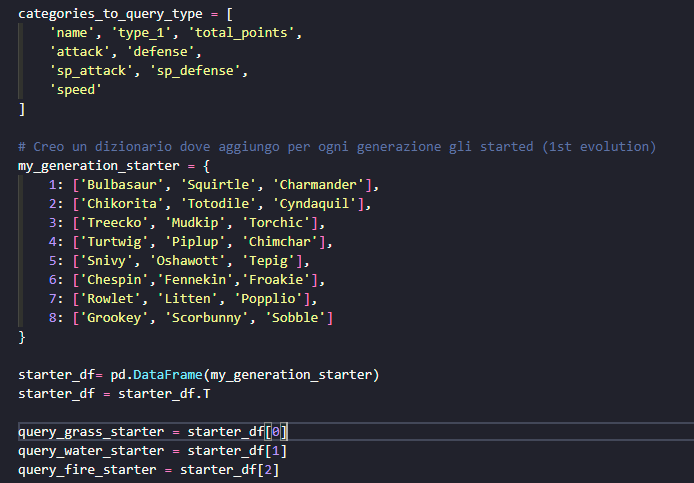 categories_to_query_type = [
'name', 'type_1', 'total_points',
'attack', 'defense',
'sp_attack', 'sp_defense',
'speed'
]
# Creo un dizionario dove aggiungo per ogni generazione gli started (1st evolution)
my_generation_starter = {
1: ['Bulbasaur', 'Squirtle', 'Charmander'],
2: ['Chikorita', 'Totodile', 'Cyndaquil'],
3: ['Treecko', 'Mudkip', 'Torchic'],
4: ['Turtwig', 'Piplup', 'Chimchar'],
5: ['Snivy', 'Oshawott', 'Tepig'],
6: ['Chespin','Fennekin','Froakie'],
7: ['Rowlet', 'Litten', 'Popplio'],
8: ['Grookey', 'Scorbunny', 'Sobble']
}
starter_df= pd.DataFrame(my_generation_starter)
starter_df = starter_df.T
query_grass_starter = starter_df[0]
query_water_starter = starter_df[1]
query_fire_starter = starter_df[2]